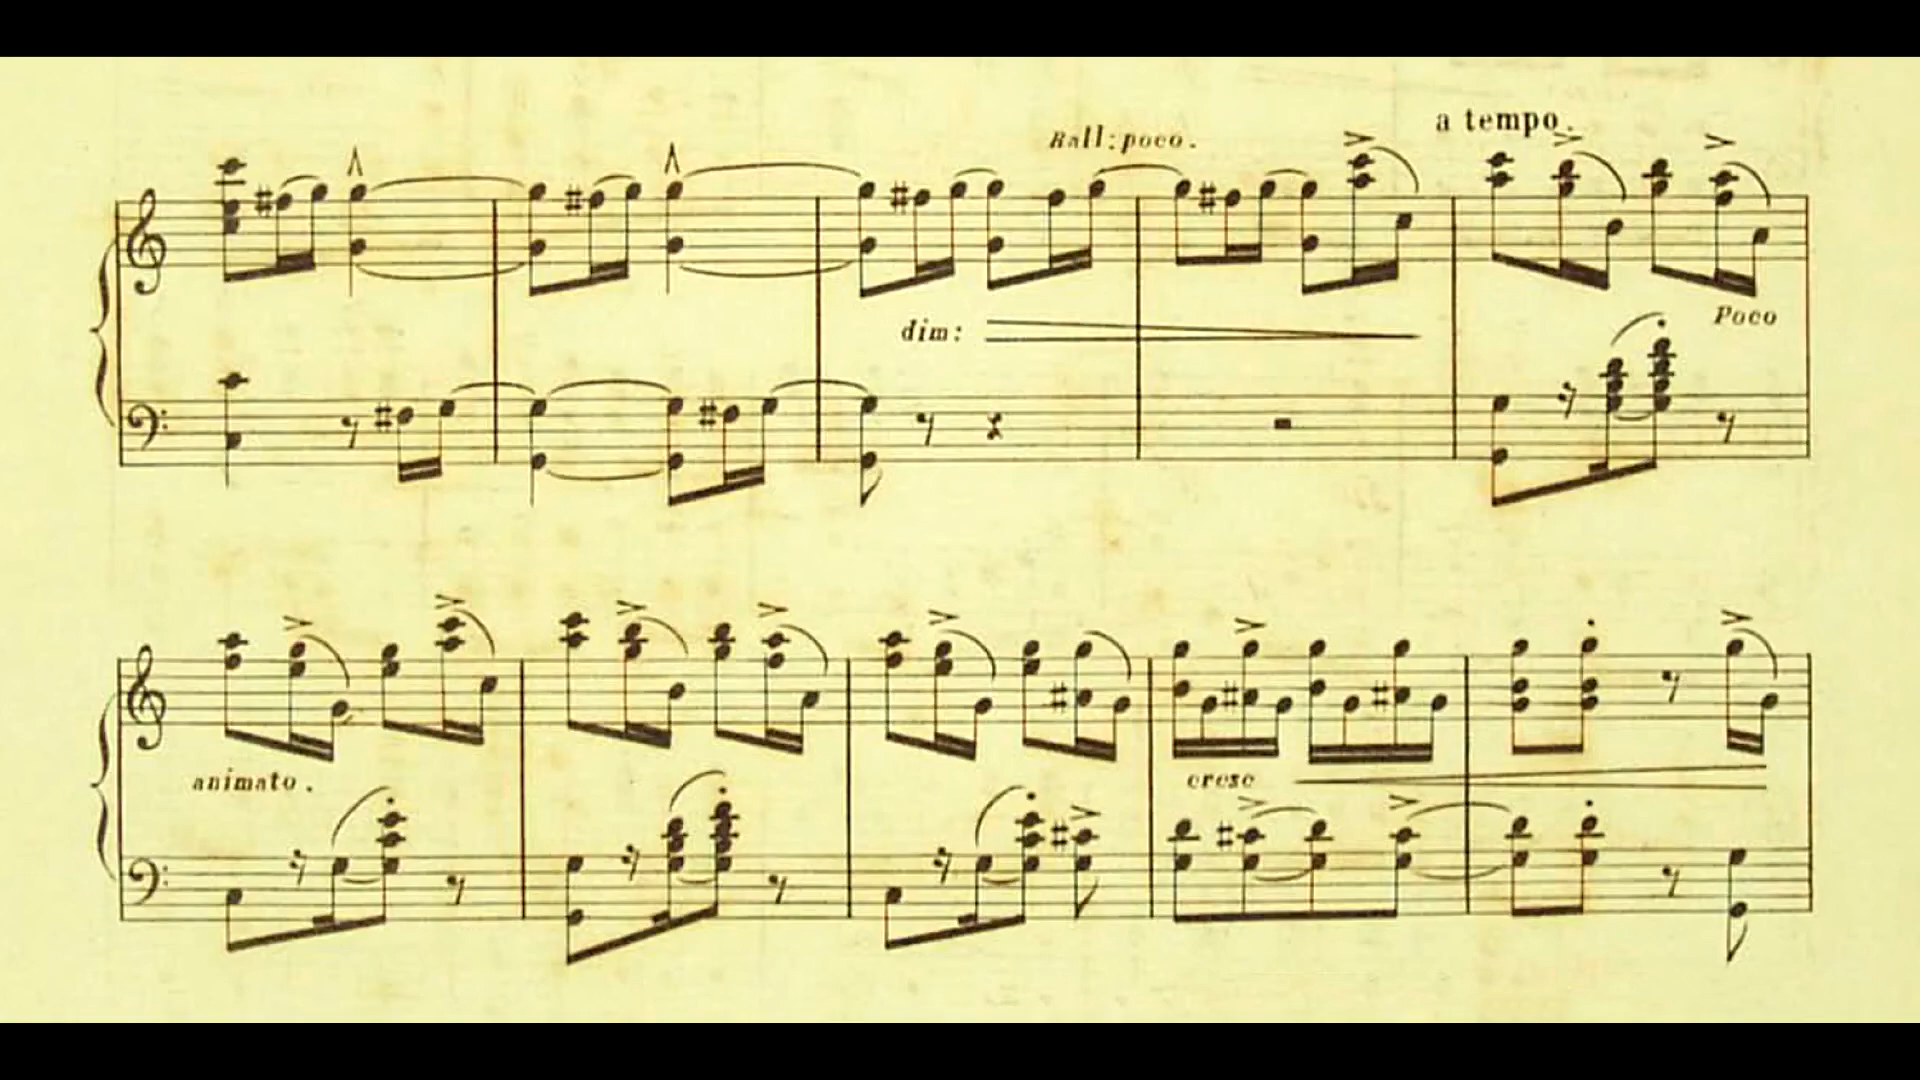 Rall: poco.
a tempo.
dim:
Poco
animato.
cresc